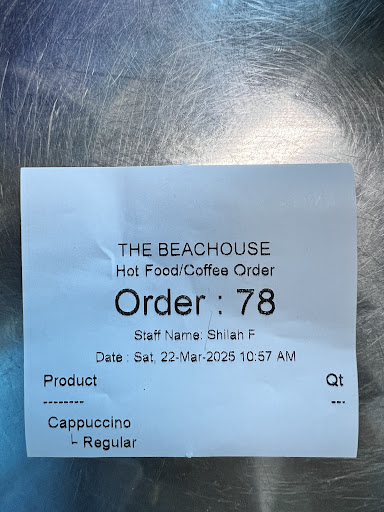 THE BEACHOUSE
Hot Food/Coffee Order
Order : 78
Staff Name: Shilah F
Date : Sat, 22-Mar-2025 10:57 AM
Product Qt
-------- ---
Cappuccino
└ Regular